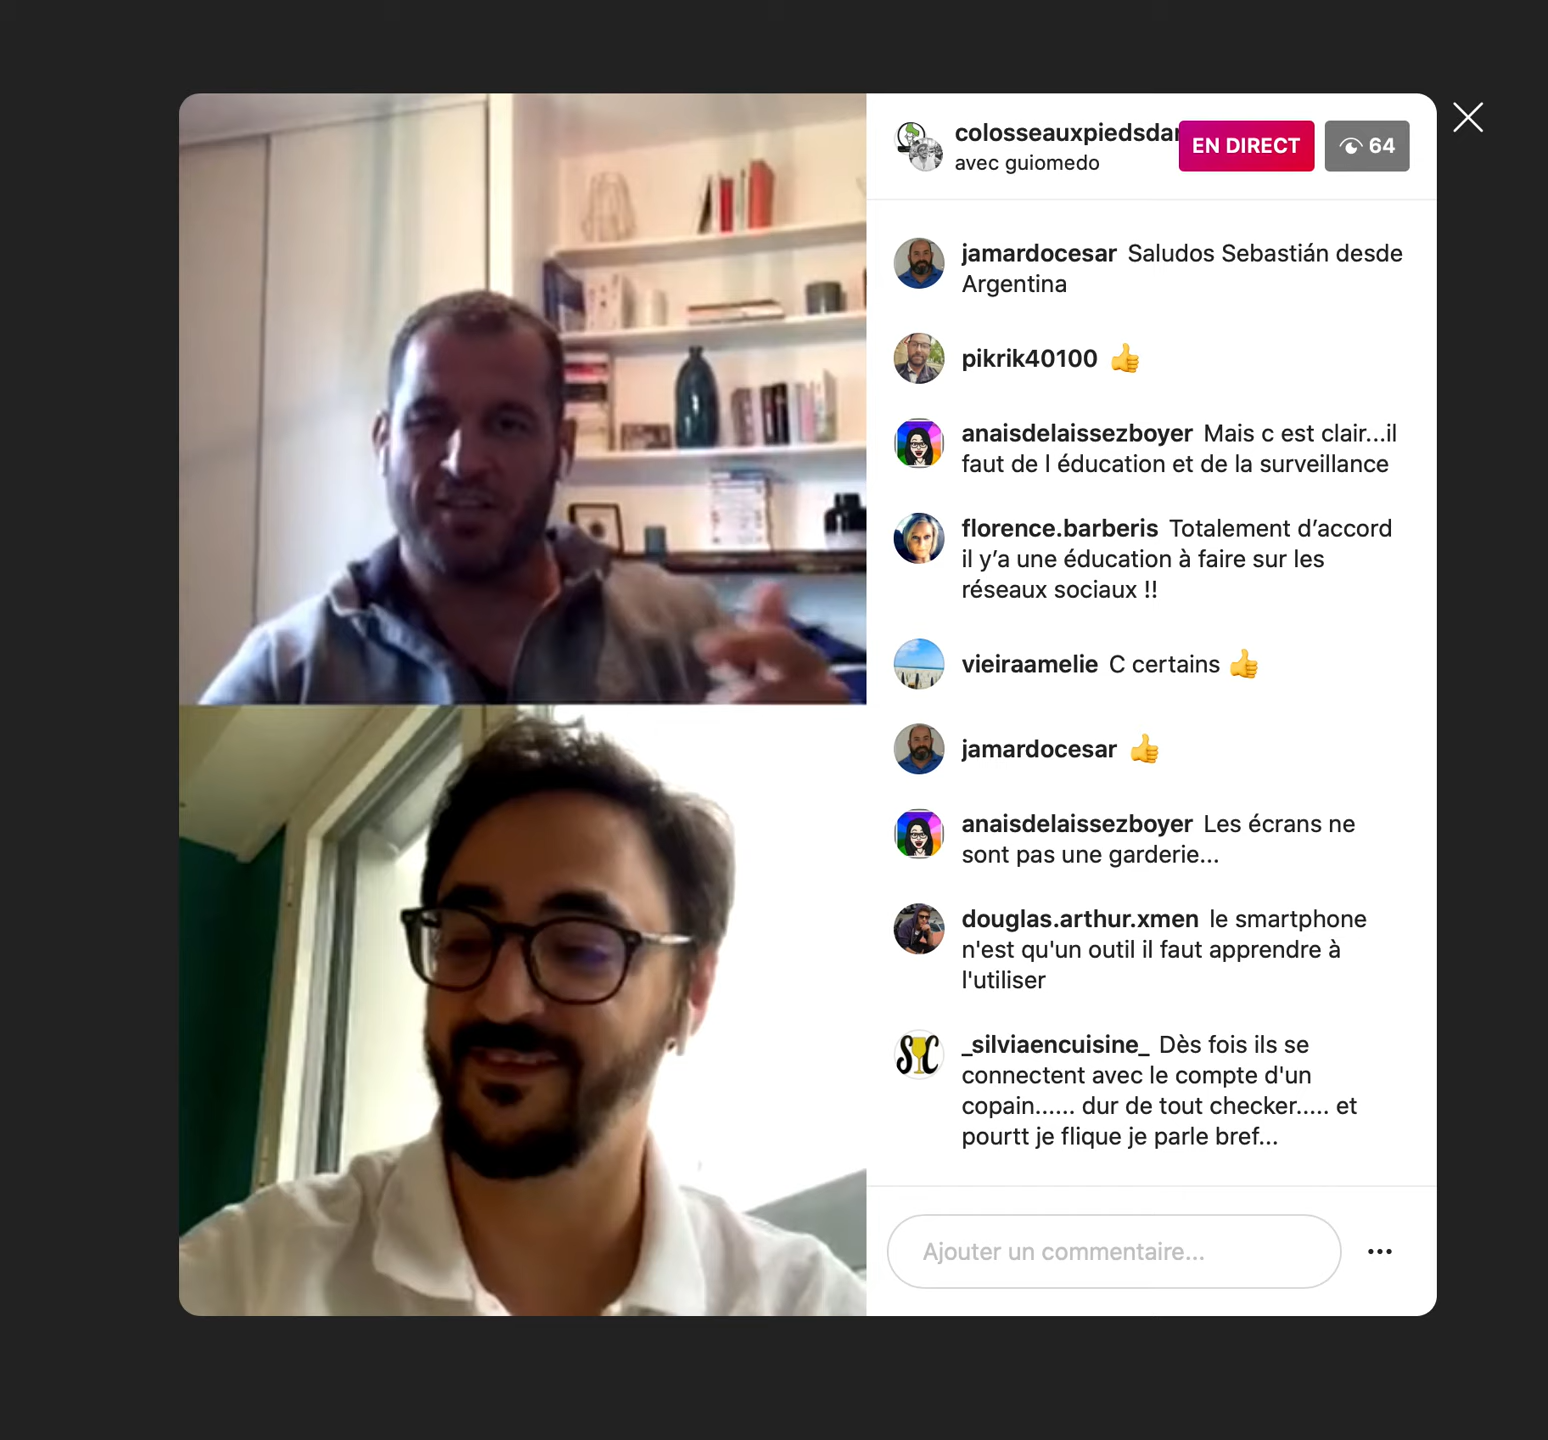 colosseauxpiedsdar
avec guiomedo
EN DIRECT
64
jamardocesar Saludos Sebastián desde
Argentina
pikrik40100 👍
anaisdelaissezboyer Mais c est clair...il
faut de l éducation et de la surveillance
florence.barberis Totalement d’accord
il y’a une éducation à faire sur les
réseaux sociaux !!
vieiraamelie C certains 👍
jamardocesar 👍
anaisdelaissezboyer Les écrans ne
sont pas une garderie...
douglas.arthur.xmen le smartphone
n'est qu'un outil il faut apprendre à
l'utiliser
SC
_silviaencuisine_ Dès fois ils se
connectent avec le compte d'un
copain...... dur de tout checker..... et
pourtt je flique je parle bref...
Ajouter un commentaire...